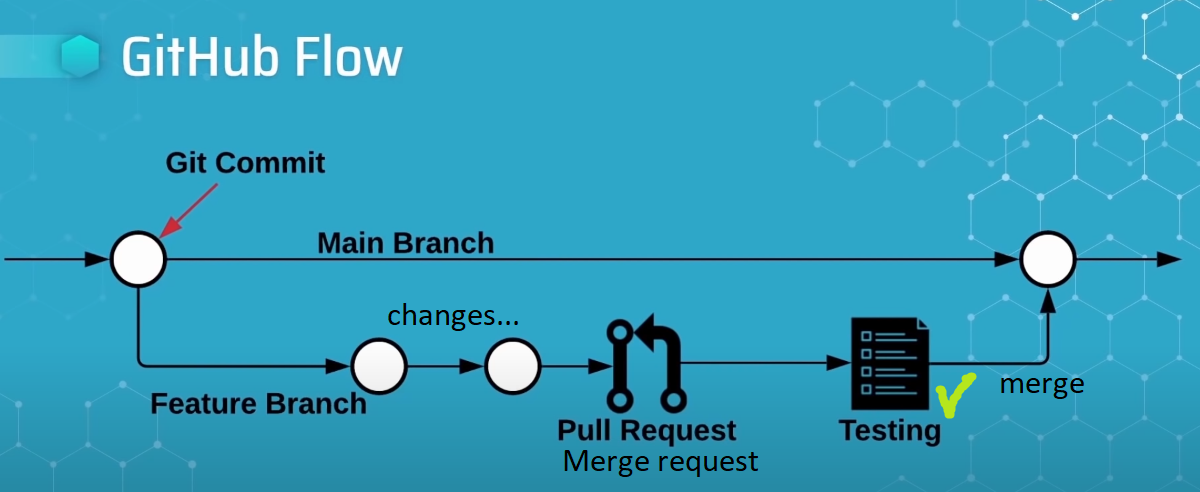 GitHub Flow
Git Commit
Main Branch
changes...
Feature Branch
Pull Request
Merge request
Testing
merge